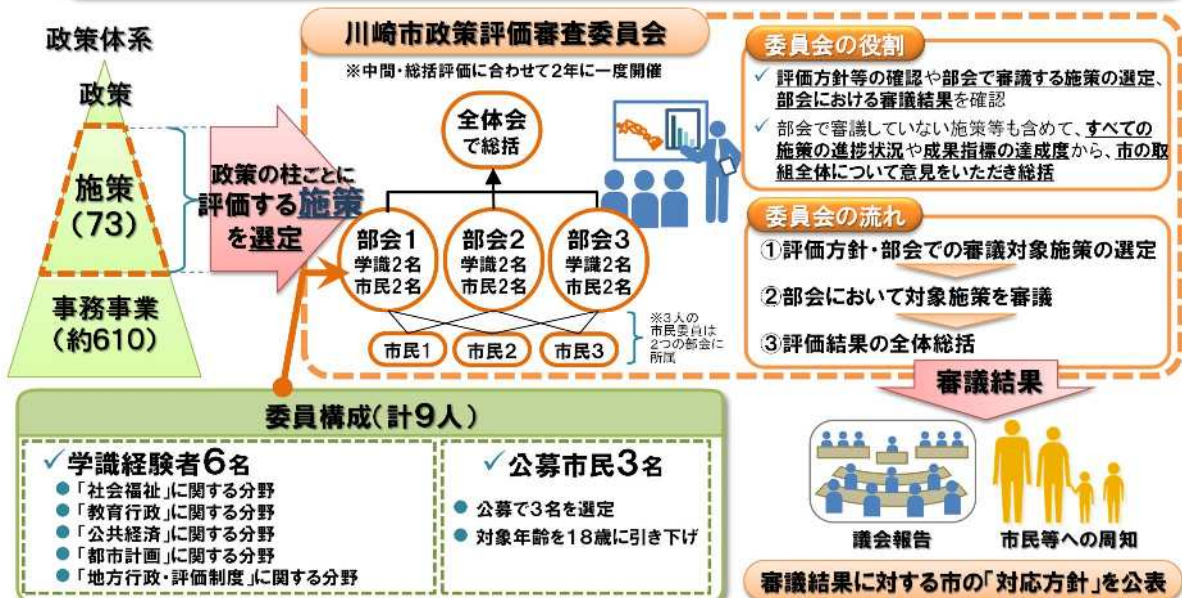 政策体系
政策
施策
(73)
事務事業
(約610)
政策の柱ごとに
評価する施策
を選定
川崎市政策評価審査委員会
※中間・総括評価に合わせて2年に一度開催
全体会
で総括
部会1
学識2名
市民2名
部会2
学識2名
市民2名
部会3
学識2名
市民2名
市民1
市民2
市民3
※3人の
市民委員は
2つの部会に
所属
委員会の役割
✓ 評価方針等の確認や部会で審議する施策の選定、
部会における審議結果を確認
✓ 部会で審議していない施策等も含めて、すべての
施策の進捗状況や成果指標の達成度から、市の取
組全体について意見をいただき総括
委員会の流れ
①評価方針・部会での審議対象施策の選定
②部会において対象施策を審議
③評価結果の全体総括
審議結果
議会報告
市民等への周知
審議結果に対する市の「対応方針」を公表
委員構成(計9人)
✓学識経験者6名
●「社会福祉」に関する分野
●「教育行政」に関する分野
●「公共経済」に関する分野
●「都市計画」に関する分野
●「地方行政・評価制度」に関する分野
✓公募市民3名
● 公募で3名を選定
● 対象年齢を18歳に引き下げ